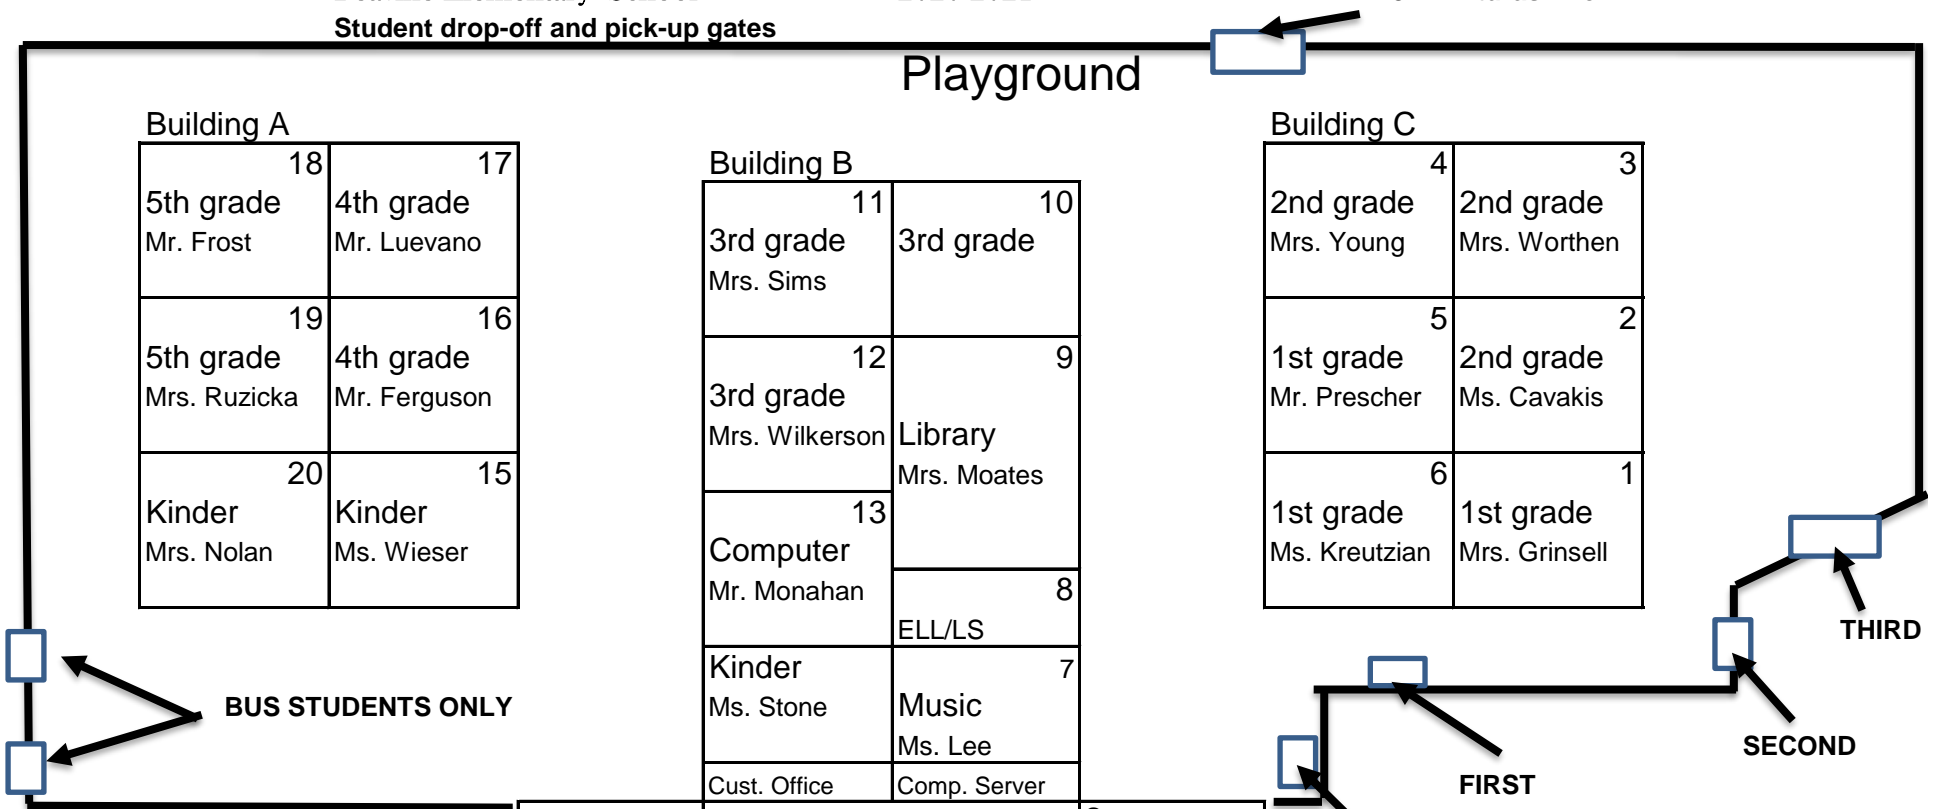 Student drop-off and pick-up gates
Playground
Building A
18
5th grade
Mr. Frost
17
4th grade
Mr. Luevano
19
5th grade
Mrs. Ruzicka
16
4th grade
Mr. Ferguson
20
Kinder
Mrs. Nolan
15
Kinder
Ms. Wieser
Building B
11
3rd grade
Mrs. Sims
10
3rd grade
12
3rd grade
Mrs. Wilkerson
9
Library
Mrs. Moates
13
Computer
Mr. Monahan
8
ELL/LS
Kinder
Ms. Stone
7
Music
Ms. Lee
Cust. Office
Comp. Server
Building C
4
2nd grade
Mrs. Young
3
2nd grade
Mrs. Worthen
5
1st grade
Mr. Prescher
2
2nd grade
Ms. Cavakis
6
1st grade
Ms. Kreutzian
1
1st grade
Mrs. Grinsell
BUS STUDENTS ONLY
THIRD
SECOND
FIRST